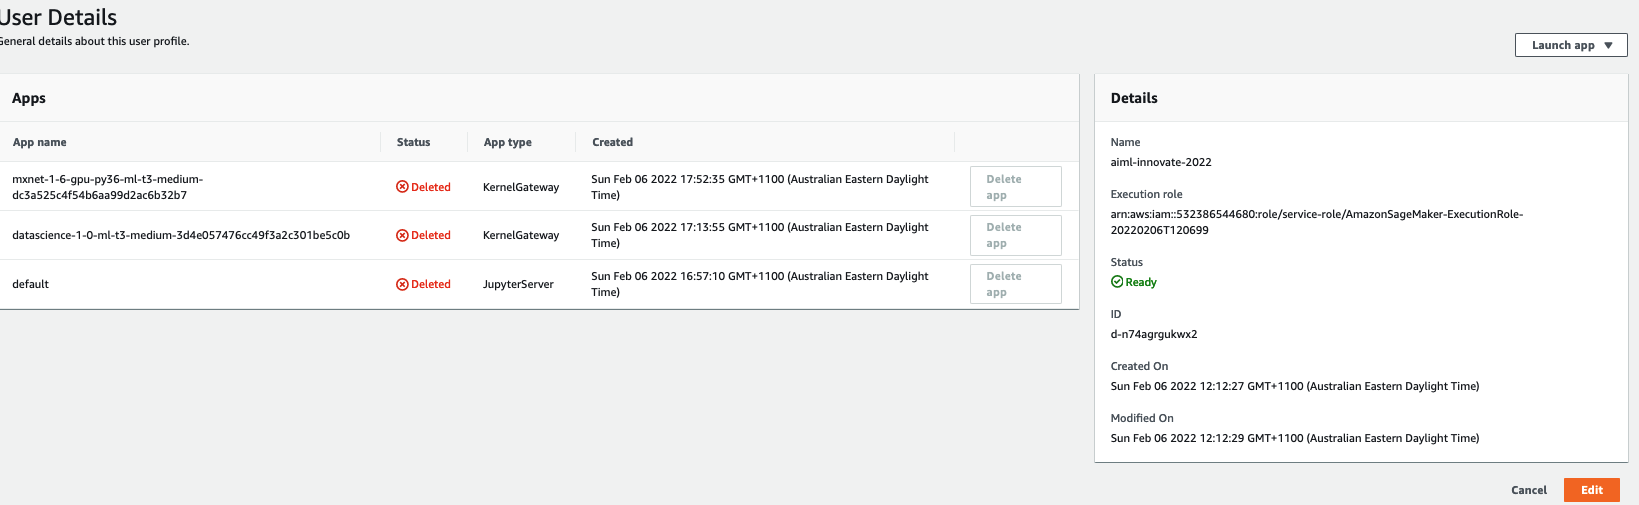 User Details
General details about this user profile.
Launch app
Apps
App name Status App type Created
mxnet-1-6-gpu-py36-ml-t3-medium-
dc3a525c4f54b6aa99d2ac6b32b7
Deleted
KernelGateway
Sun Feb 06 2022 17:52:35 GMT+1100 (Australian Eastern Daylight
Time)
Delete
app
datascience-1-0-ml-t3-medium-3d4e057476cc49f3a2c301be5c0b
Deleted
KernelGateway
Sun Feb 06 2022 17:13:55 GMT+1100 (Australian Eastern Daylight
Time)
Delete
app
default
Deleted
JupyterServer
Sun Feb 06 2022 16:57:10 GMT+1100 (Australian Eastern Daylight
Time)
Delete
app
Details
Name
aiml-innovate-2022
Execution role
arn:aws:iam::532386544680:role/service-role/AmazonSageMaker-ExecutionRole-
20220206T120699
Status
Ready
ID
d-n74agrgukwx2
Created On
Sun Feb 06 2022 12:12:27 GMT+1100 (Australian Eastern Daylight Time)
Modified On
Sun Feb 06 2022 12:12:29 GMT+1100 (Australian Eastern Daylight Time)
Cancel
Edit